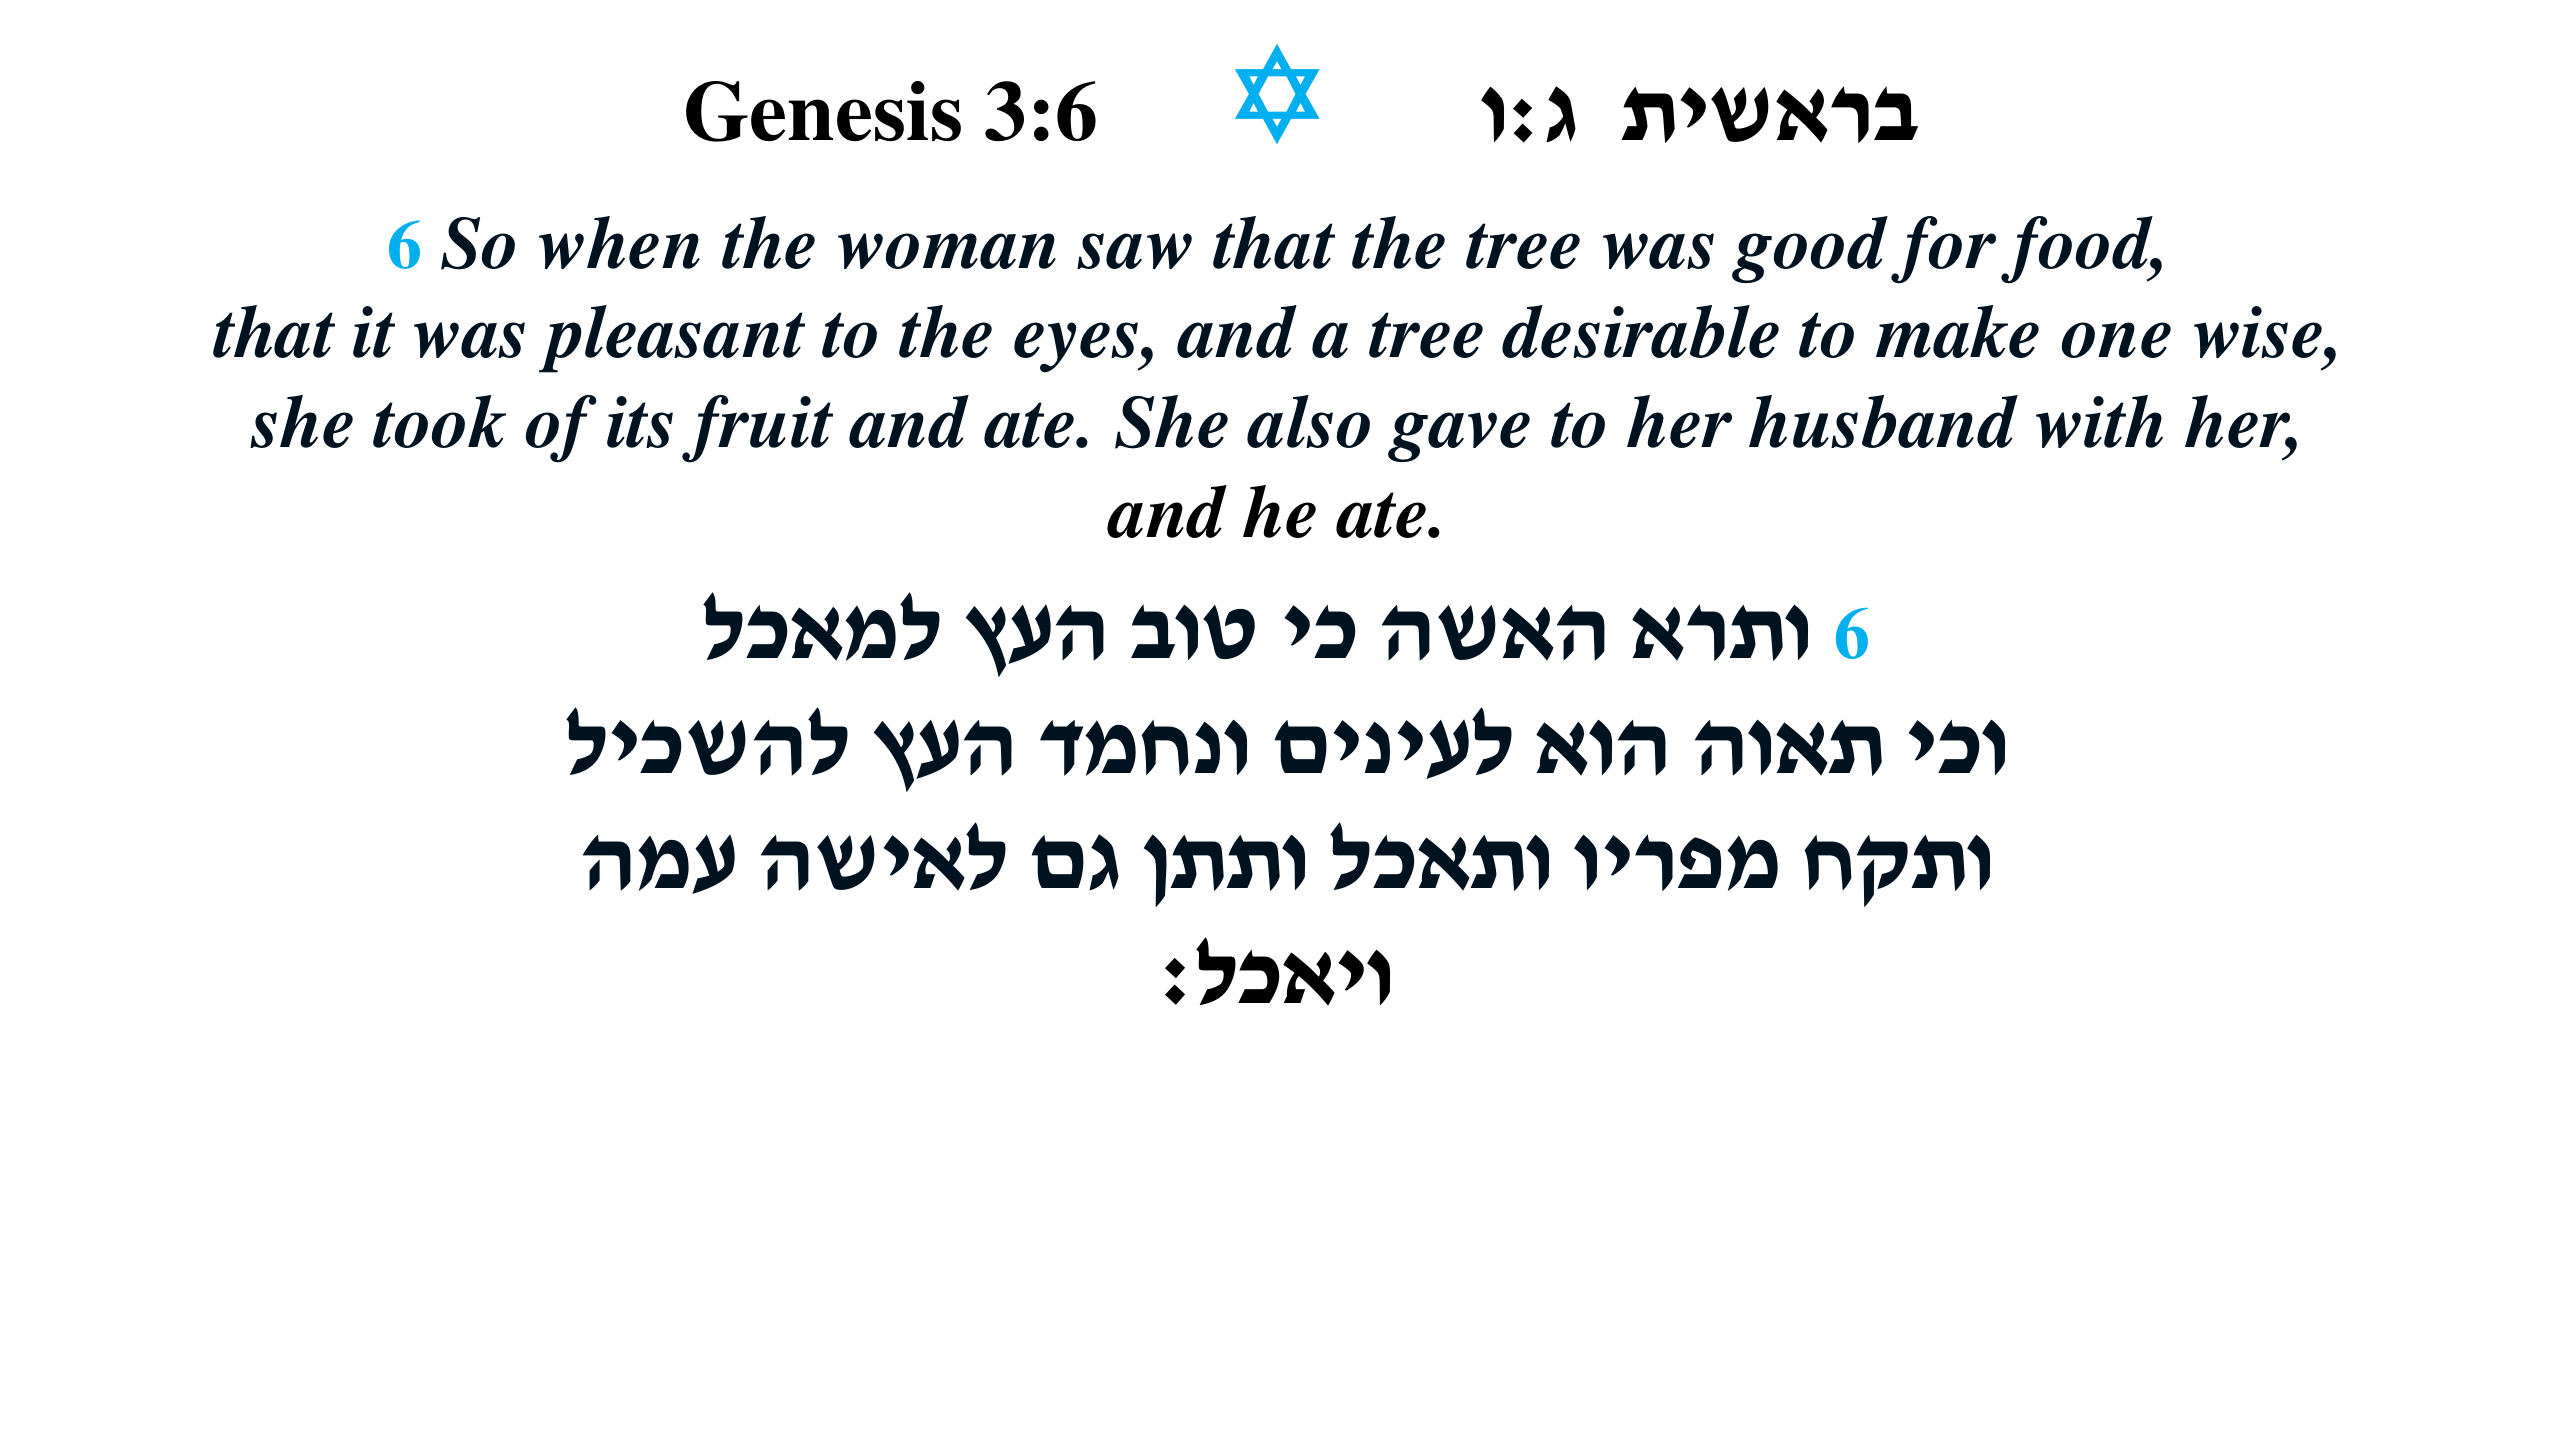 Genesis 3:6 ✡ בראשית ג:ו
6 So when the woman saw that the tree was good for food,
that it was pleasant to the eyes, and a tree desirable to make one wise,
she took of its fruit and ate. She also gave to her husband with her,
and he ate.
6 ותרא האשה כי טוב העץ למאכל
וכי תאוה הוא לעינים ונחמד העץ להשכיל
ותקח מפריו ותאכל ותתן גם לאישה עמה
ויאכל: